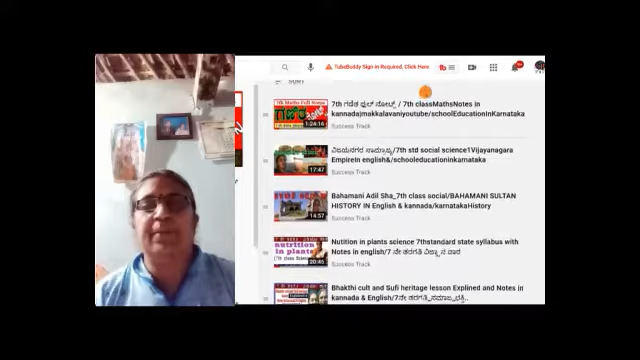 TubeBuddy Sign in Required, Click Here
7th ಗಣಿತ ಫುಲ್ ನೋಟ್ಸ್ / 7th classMathsNotes in
kannada|makkalavaniyoutube/schoolEducationInKarnataka
Success Track
1:24:16
ವಿಜಯನಗರ ಸಾಮ್ರಾಜ್ಯ/7th std social science1Vijayanagara
EmpireIn english&/schooleducationinkarnataka
Success Track
17:47
Bahamani Adil Sha_7th class social/BAHAMANI SULTAN
HISTORY IN English & kannada/karnatakaHistory
Success Track
14:57
Nutition in plants science 7thstandard state syllabus with
Notes in english/7 ನೇ ತರಗತಿ ವಿಜ್ಞಾನ ಪಾಠ
Success Track
nutrition
in plants
20:45
Bhakthi cult and Sufi heritage lesson Explined and Notes in
kannada & English/7ನೇ ತರಗತಿ